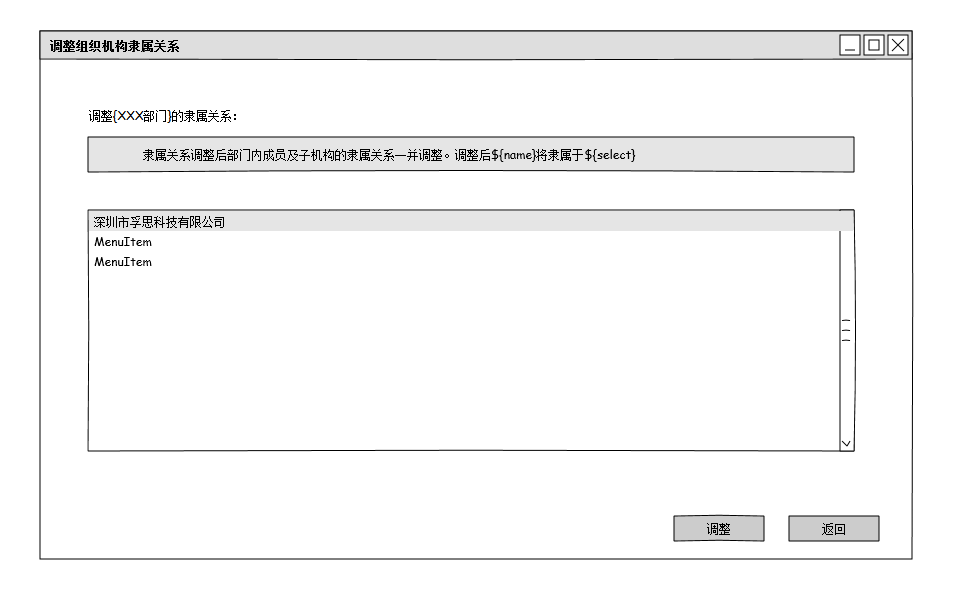 调整组织机构隶属关系
调整{XXX部门}的隶属关系：
隶属关系调整后部门内成员及子机构的隶属关系一并调整。调整后${name}将隶属于${select}
深圳市孚思科技有限公司
MenuItem
MenuItem
调整
返回